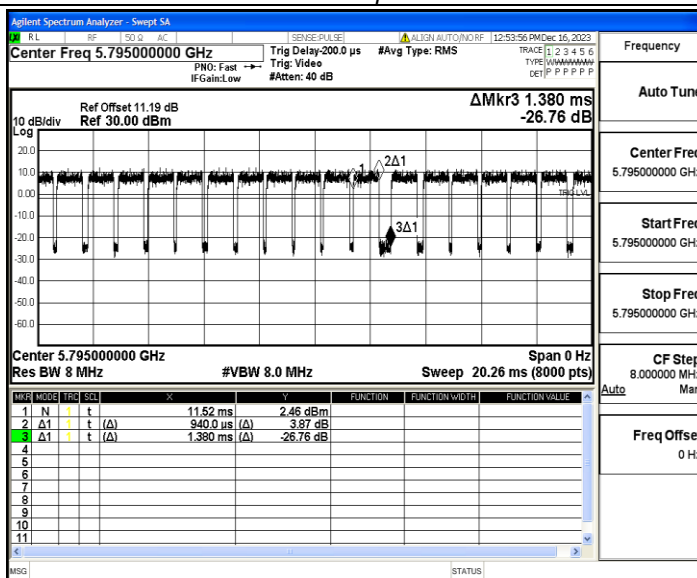 Agilent Spectrum Analyzer - Swept SA
RL RF 50 Ω AC SENSE:PULSE ALIGN AUTO/NO RF 12:53:56 PM Dec 16, 2023
Center Freq 5.795000000 GHz
PNO: Fast
IFGain:Low
Trig Delay-200.0 µs
Trig: Video
#Atten: 40 dB
#Avg Type: RMS
TRACE 1 2 3 4 5 6
TYPE
DET P P P P P P
Frequency
Ref Offset 11.19 dB
10 dB/div Ref 30.00 dBm
Log
ΔMkr3 1.380 ms
-26.76 dB
20.0
10.0
0.00
-10.0
-20.0
-30.0
-40.0
-50.0
-60.0
1
2Δ1
3Δ1
TRIG LVL
Auto Tune
Center Freq
5.795000000 GHz
Start Freq
5.795000000 GHz
Stop Freq
5.795000000 GHz
CF Step
8.000000 MHz
Auto Man
Freq Offset
0 Hz
Center 5.795000000 GHz Span 0 Hz
Res BW 8 MHz #VBW 8.0 MHz Sweep 20.26 ms (8000 pts)
MKR MODE TRC SCL X Y FUNCTION FUNCTION WIDTH FUNCTION VALUE
1 N 1 t 11.52 ms 2.46 dBm
2 Δ1 1 t (Δ) 940.0 µs (Δ) 3.87 dB
3 Δ1 1 t (Δ) 1.380 ms (Δ) -26.76 dB
4
5
6
7
8
9
10
11
MSG STATUS